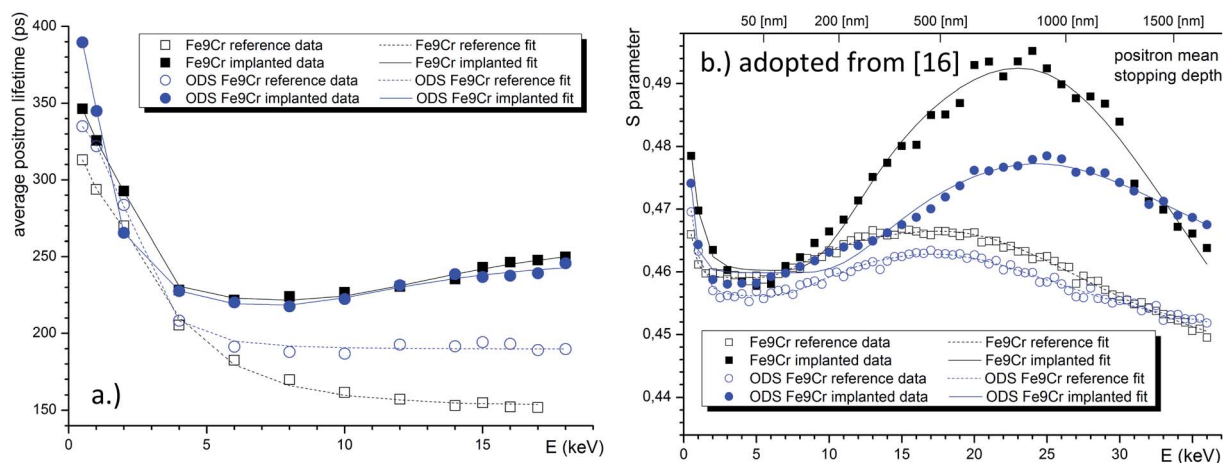 a.)
average positron lifetime (ps)
400
350
300
250
200
150
Fe9Cr reference data
Fe9Cr implanted data
ODS Fe9Cr reference data
ODS Fe9Cr implanted data
Fe9Cr reference fit
Fe9Cr implanted fit
ODS Fe9Cr reference fit
ODS Fe9Cr implanted fit
a.)
0 5 10 15
E (keV)
50 [nm] 200 [nm] 500 [nm] 1000 [nm] 1500 [nm]
b.) adopted from [16]
positron mean
stopping depth
S parameter
0,49
0,48
0,47
0,46
0,45
0,44
Fe9Cr reference data
Fe9Cr implanted data
ODS Fe9Cr reference data
ODS Fe9Cr implanted data
Fe9Cr reference fit
Fe9Cr implanted fit
ODS Fe9Cr reference fit
ODS Fe9Cr implanted fit
0 5 10 15 20 25 30 35
E (keV)